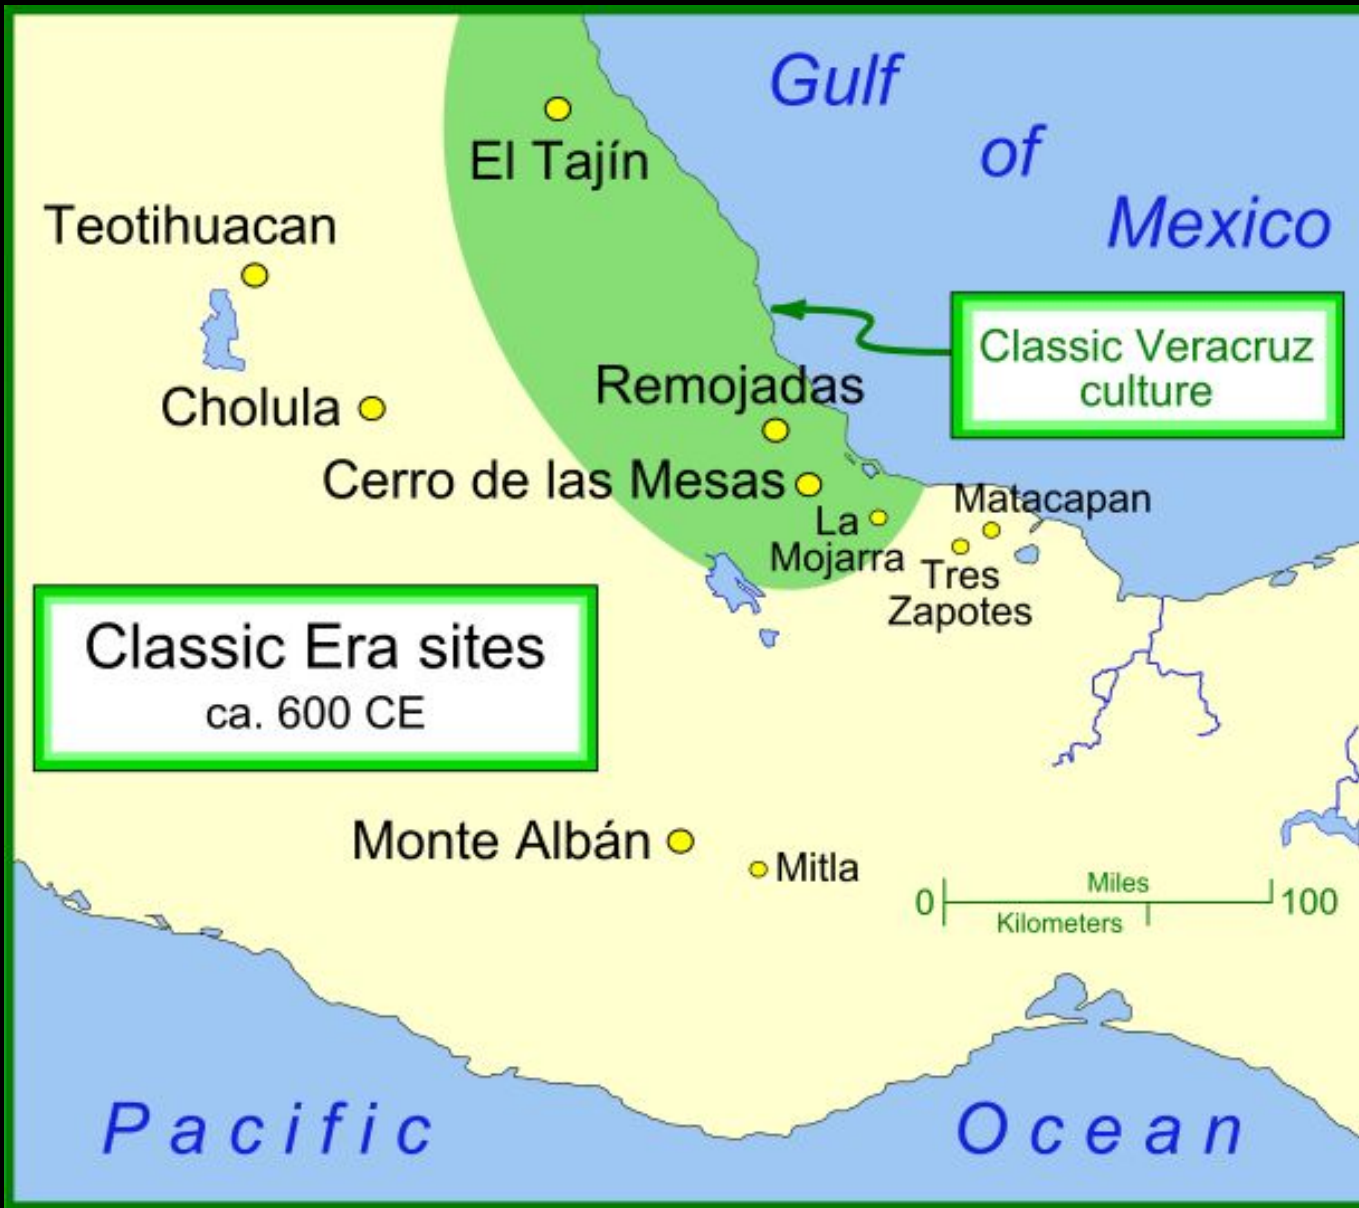 Gulf
of
Mexico
El Tajín
Teotihuacan
Classic Veracruz
culture
Remojadas
Cholula
Cerro de las Mesas
Matacapan
La
Mojarra
Tres
Zapotes
Classic Era sites
ca. 600 CE
Monte Albán
Mitla
Miles
0 100
Kilometers
Pacific Ocean